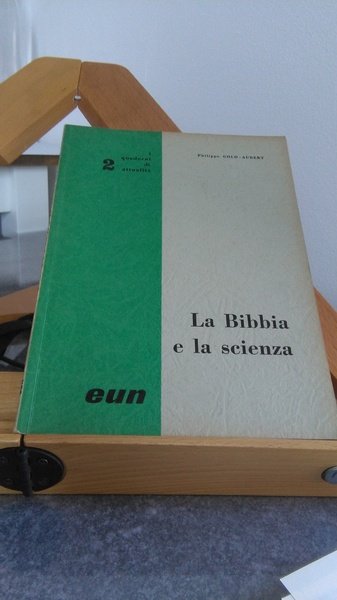 i
2 quaderni
di
attualità
Philippe GOLD-AUBERT
La Bibbia
e la scienza
eun